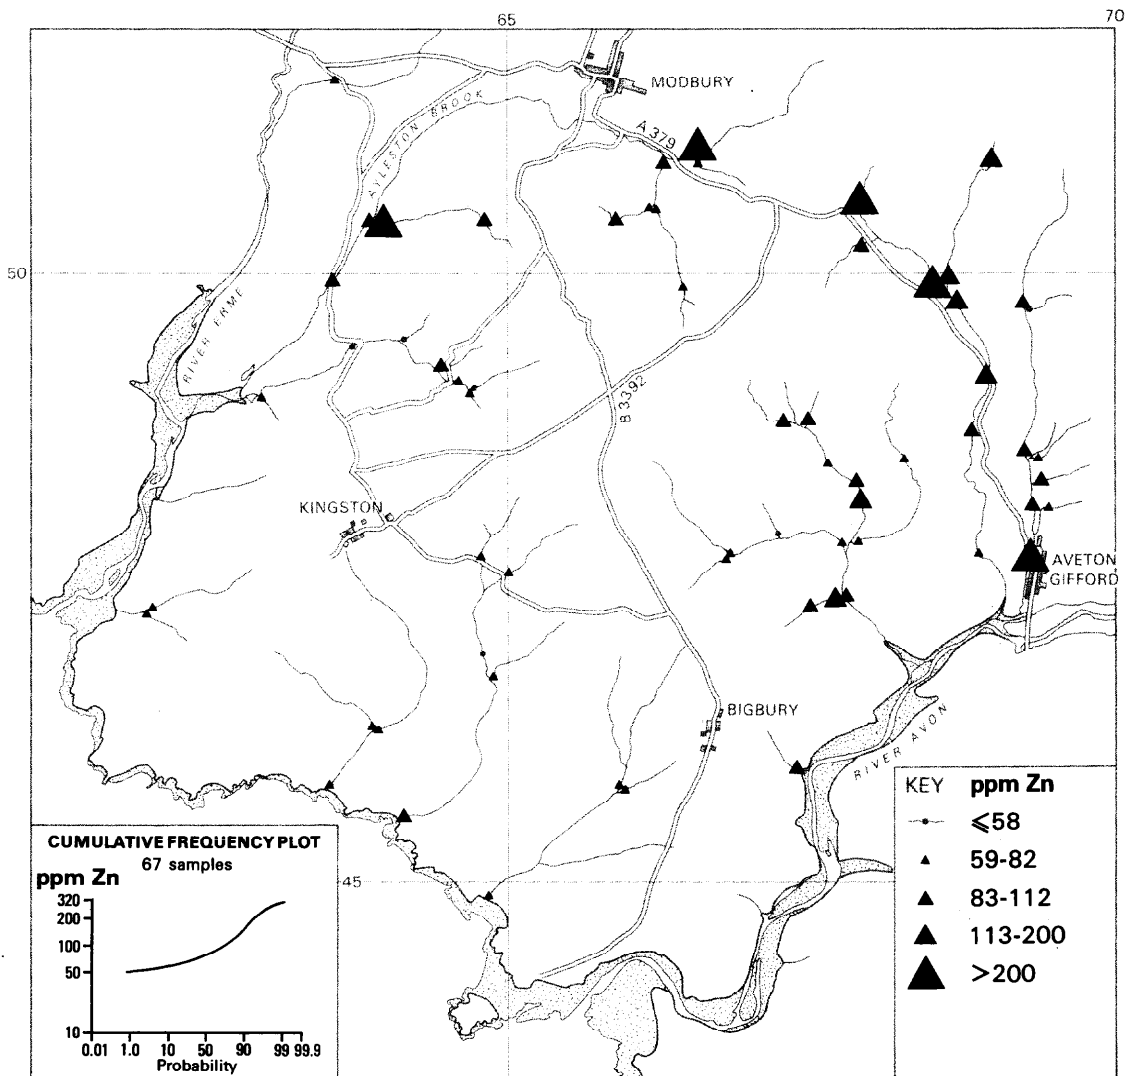 65
70
MODBURY
A 379
AYLESTON BROOK
50
RIVER ERME
B 3392
KINGSTON
AVETON
GIFFORD
BIGBURY
RIVER AVON
45
KEY ppm Zn
⩽58
59-82
83-112
113-200
>200
CUMULATIVE FREQUENCY PLOT
67 samples
ppm Zn
320
200
100
50
10
0.01 1.0 10 50 90 99 99.9
Probability